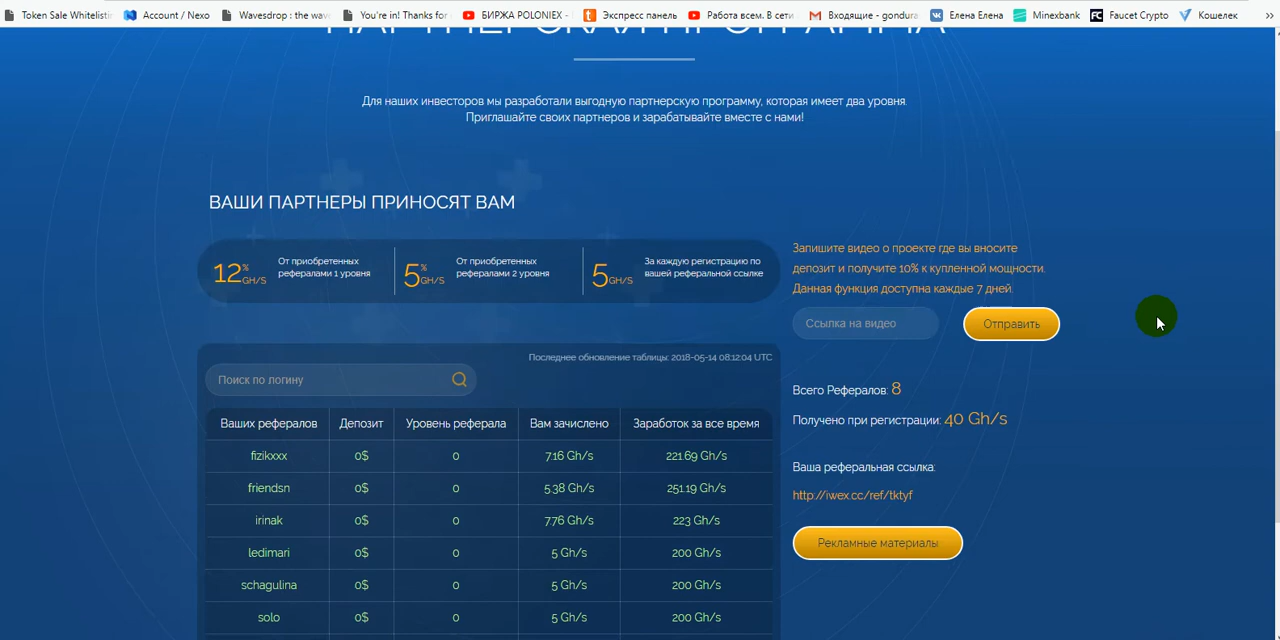 Token Sale Whitelistin
Account / Nexo
Wavesdrop : the wave
You're in! Thanks for
БИРЖА POLONIEX -
Экспресс панель
Работа всем. В сети
Входящие - gondura
Елена Елена
Minexbank
Faucet Crypto
Кошелек
»
ПАРТНЕРСКАЯ ПРОГРАММА
Для наших инвесторов мы разработали выгодную партнерскую программу, которая имеет два уровня.
Приглашайте своих партнеров и зарабатывайте вместе с нами!
ВАШИ ПАРТНЕРЫ ПРИНОСЯТ ВАМ
12 % GH/S
От приобретенных
рефералами 1 уровня
5 % GH/S
От приобретенных
рефералами 2 уровня
5 GH/S
За каждую регистрацию по
вашей реферальной ссылке
Запишите видео о проекте где вы вносите
депозит и получите 10% к купленной мощности.
Данная функция доступна каждые 7 дней.
Ссылка на видео
Отправить
Последнее обновление таблицы: 2018-05-14 08:12:04 UTC
Поиск по логину
Ваших рефералов Депозит Уровень реферала Вам зачислено Заработок за все время
fizikxxx 0$ 0 7.16 Gh/s 221.69 Gh/s
friendsn 0$ 0 5.38 Gh/s 251.19 Gh/s
irinak 0$ 0 7.76 Gh/s 223 Gh/s
ledimari 0$ 0 5 Gh/s 200 Gh/s
schagulina 0$ 0 5 Gh/s 200 Gh/s
solo 0$ 0 5 Gh/s 200 Gh/s
Всего Рефералов: 8
Получено при регистрации: 40 Gh/s
Ваша реферальная ссылка:
http://iwex.cc/ref/tktyf
Рекламные материалы